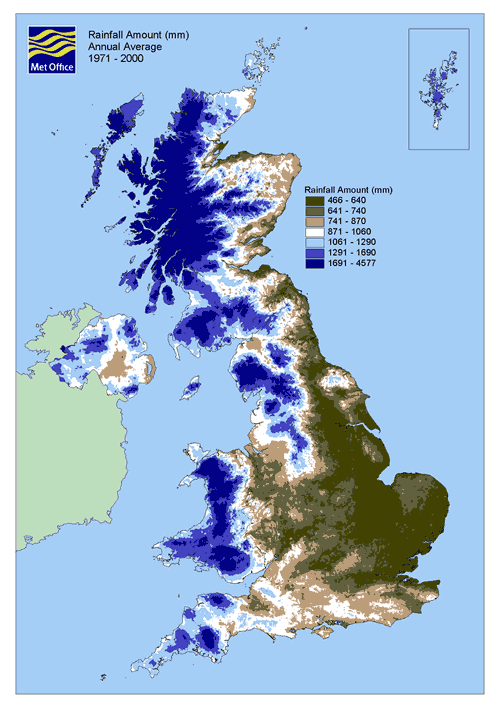 Met Office
Rainfall Amount (mm)
Annual Average
1971 - 2000
Rainfall Amount (mm)
466 - 640
641 - 740
741 - 870
871 - 1060
1061 - 1290
1291 - 1690
1691 - 4577